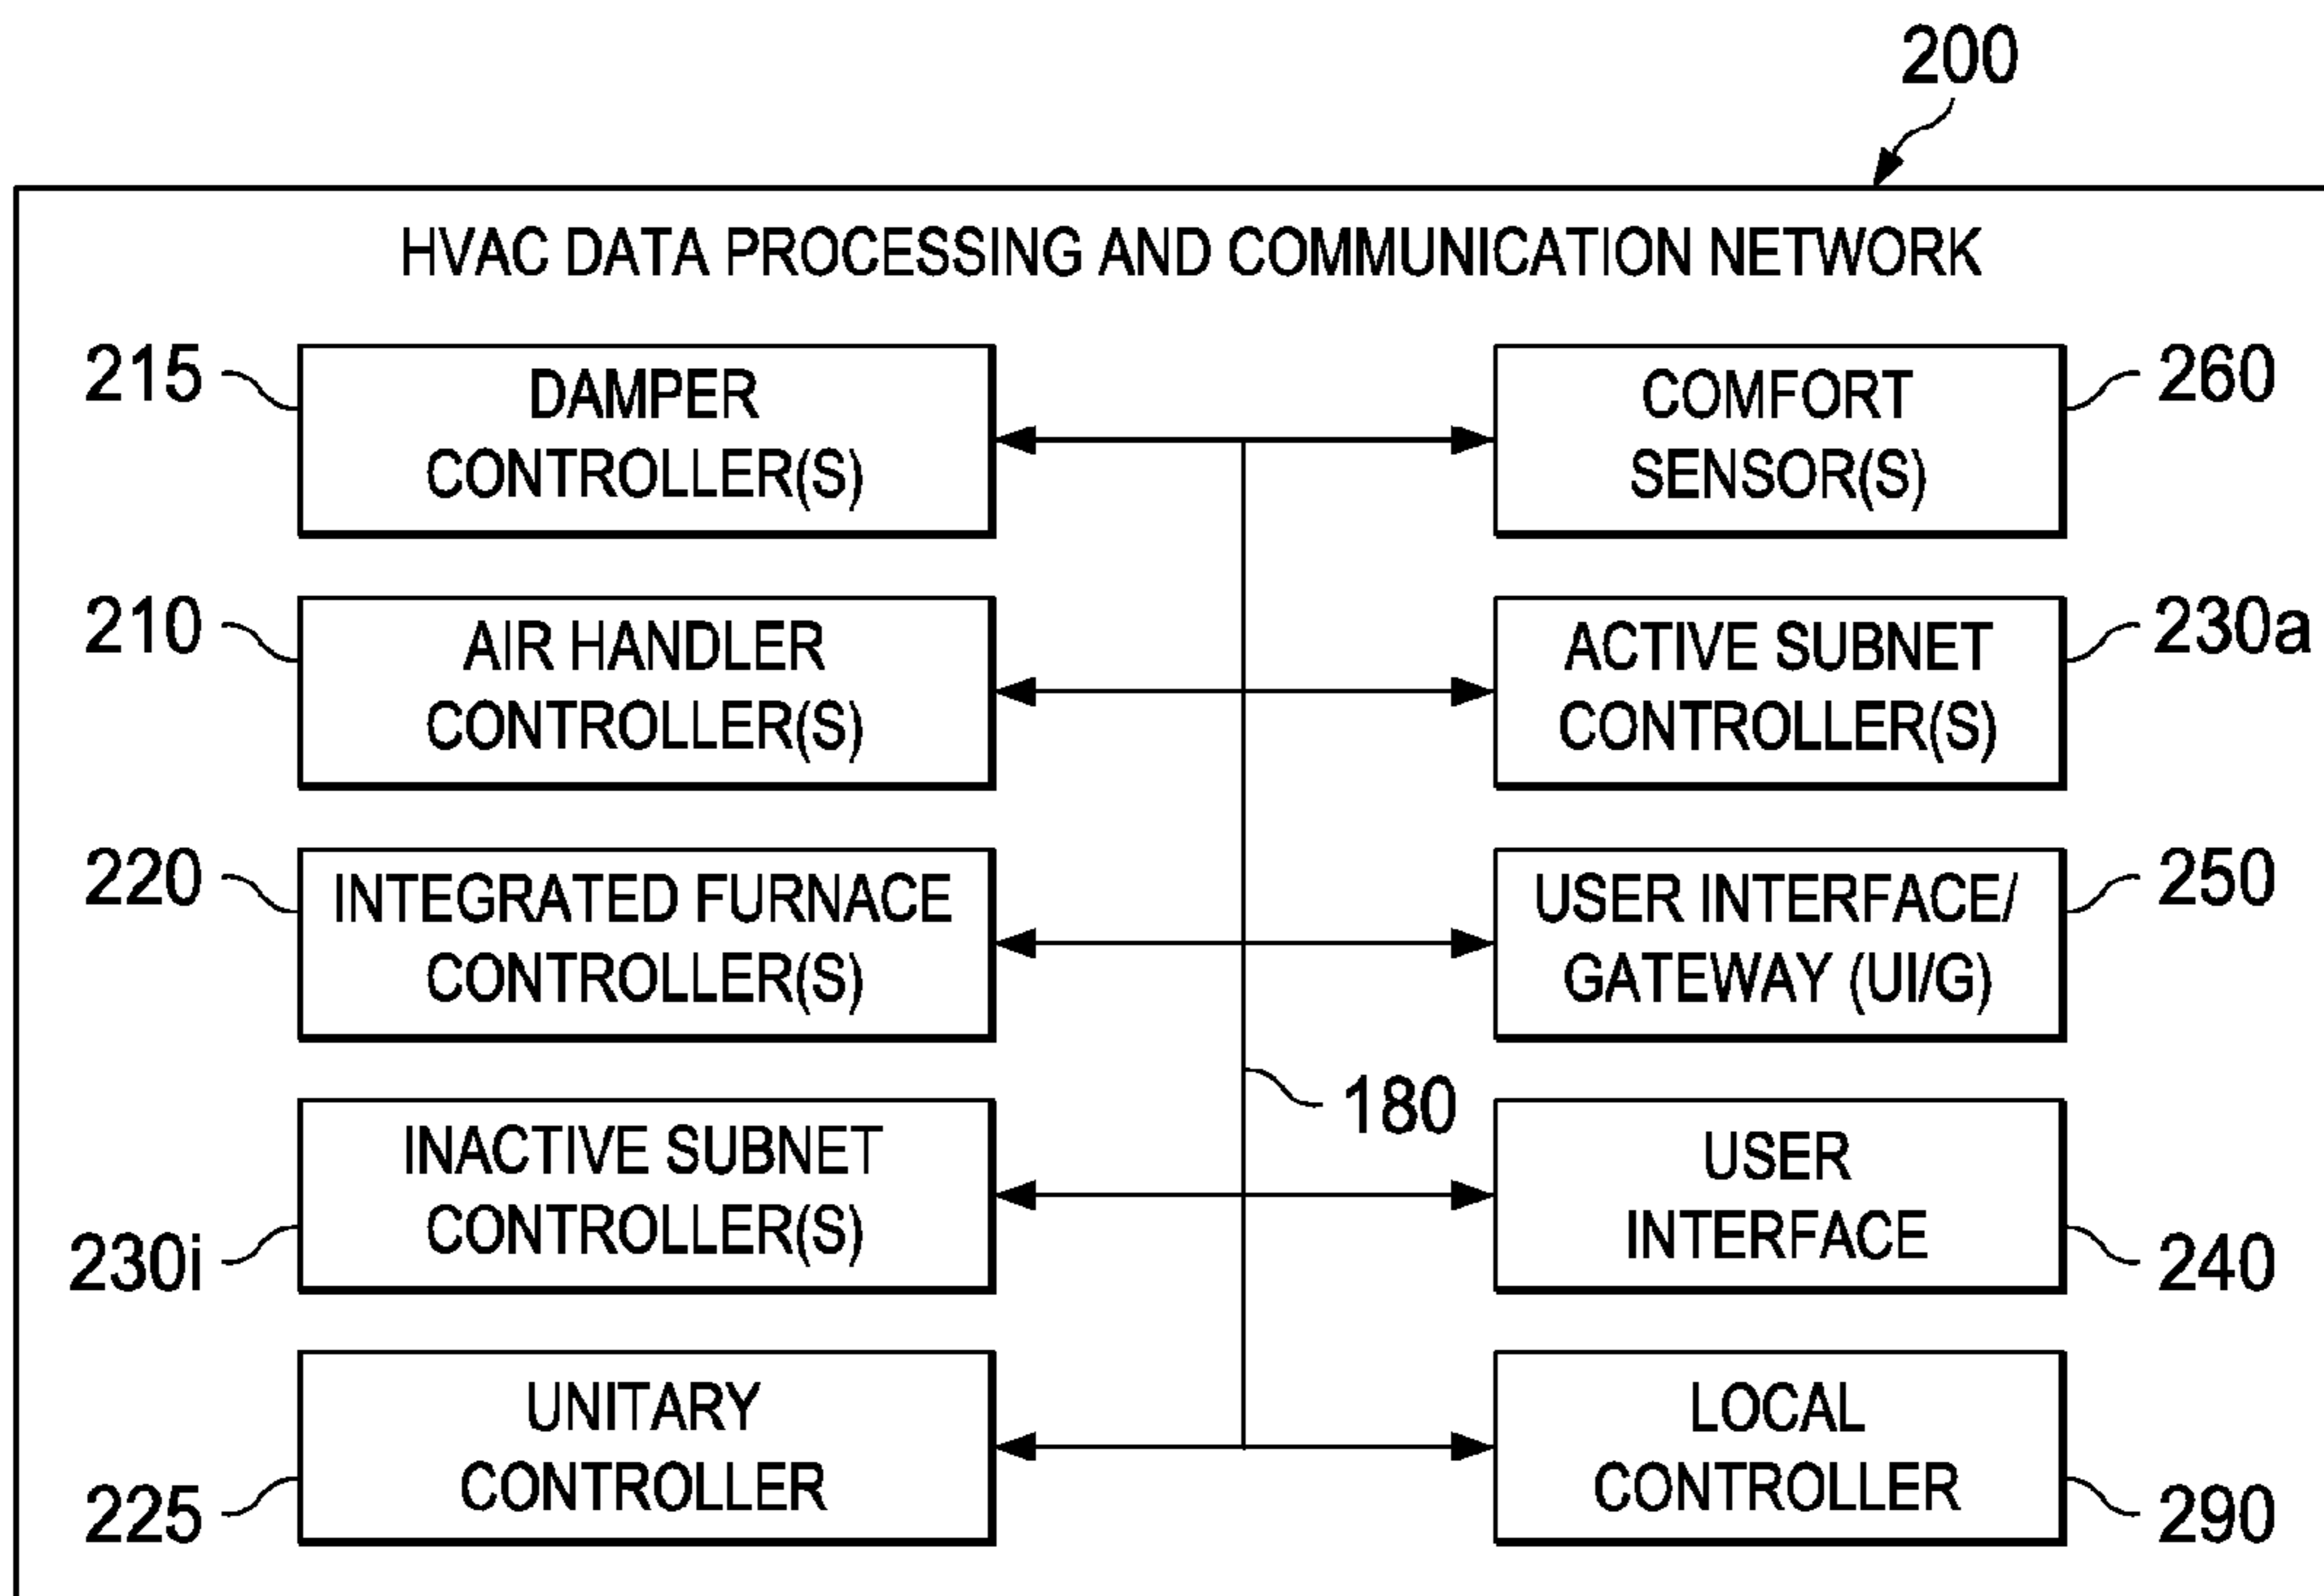 200
HVAC DATA PROCESSING AND COMMUNICATION NETWORK
215
DAMPER
CONTROLLER(S)
COMFORT
SENSOR(S)
260
210
AIR HANDLER
CONTROLLER(S)
ACTIVE SUBNET
CONTROLLER(S)
230a
220
INTEGRATED FURNACE
CONTROLLER(S)
USER INTERFACE/
GATEWAY (UI/G)
250
180
INACTIVE SUBNET
CONTROLLER(S)
230i
USER
INTERFACE
240
UNITARY
CONTROLLER
225
LOCAL
CONTROLLER
290